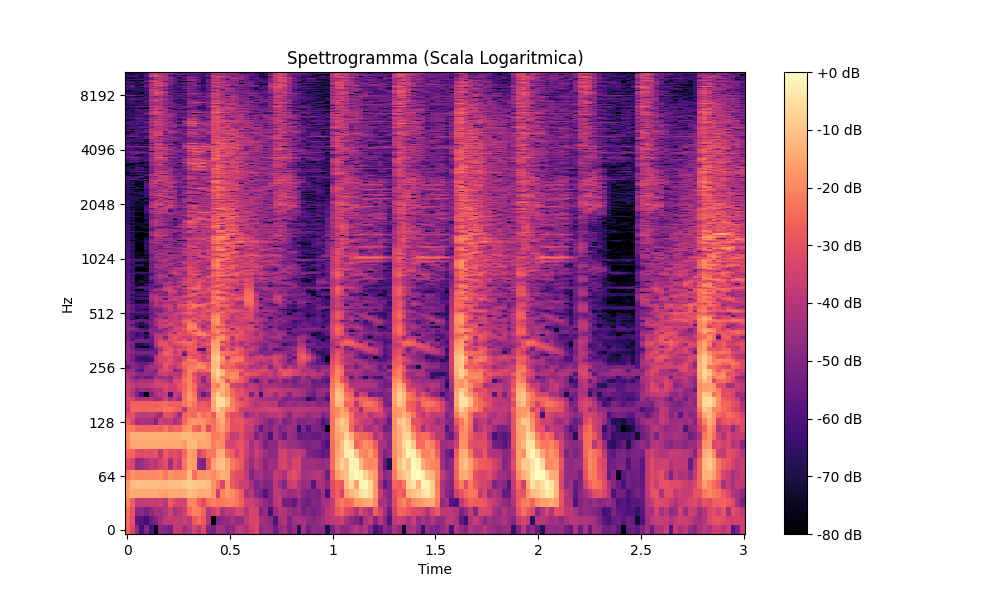 Spettrogramma (Scala Logaritmica)
Hz
8192
4096
2048
1024
512
256
128
64
0
0 0.5 1 1.5 2 2.5 3
Time
+0 dB
-10 dB
-20 dB
-30 dB
-40 dB
-50 dB
-60 dB
-70 dB
-80 dB